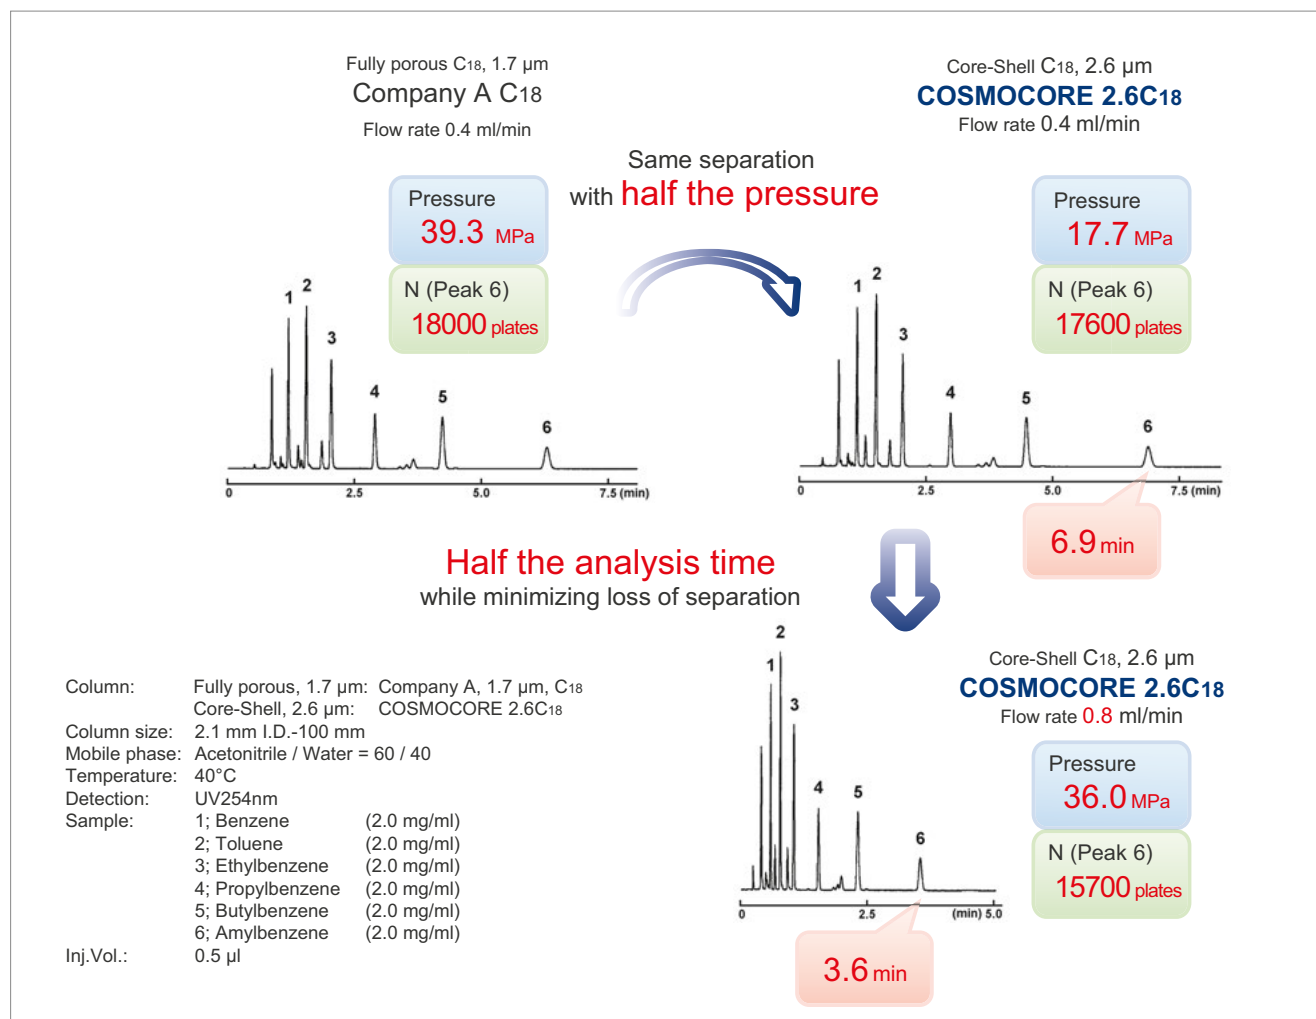 Fully porous C18, 1.7 µm
Company A C18
Flow rate 0.4 ml/min
Pressure
39.3 MPa
N (Peak 6)
18000 plates
1
2
3
4
5
6
0 2.5 5.0 7.5 (min)
Same separation
with half the pressure
Core-Shell C18, 2.6 µm
COSMOCORE 2.6C18
Flow rate 0.4 ml/min
Pressure
17.7 MPa
N (Peak 6)
17600 plates
1
2
3
4
5
6
0 2.5 5.0 7.5 (min)
6.9 min
Half the analysis time
while minimizing loss of separation
Core-Shell C18, 2.6 µm
COSMOCORE 2.6C18
Flow rate 0.8 ml/min
Pressure
36.0 MPa
N (Peak 6)
15700 plates
1
2
3
4
5
6
0 2.5 (min) 5.0
3.6 min
Column: Fully porous, 1.7 µm: Company A, 1.7 µm, C18
Core-Shell, 2.6 µm: COSMOCORE 2.6C18
Column size: 2.1 mm I.D.-100 mm
Mobile phase: Acetonitrile / Water = 60 / 40
Temperature: 40°C
Detection: UV254nm
Sample: 1; Benzene (2.0 mg/ml)
2; Toluene (2.0 mg/ml)
3; Ethylbenzene (2.0 mg/ml)
4; Propylbenzene (2.0 mg/ml)
5; Butylbenzene (2.0 mg/ml)
6; Amylbenzene (2.0 mg/ml)
Inj.Vol.: 0.5 µl